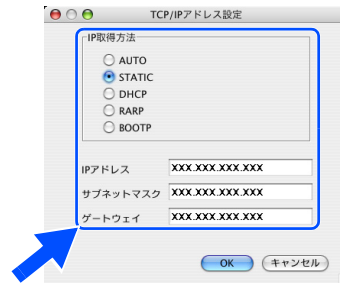 TCP/IPアドレス設定
IP取得方法
AUTO
STATIC
DHCP
RARP
BOOTP
IPアドレス XXX.XXX.XXX.XXX
サブネットマスク XXX.XXX.XXX.XXX
ゲートウェイ XXX.XXX.XXX.XXX
OK キャンセル